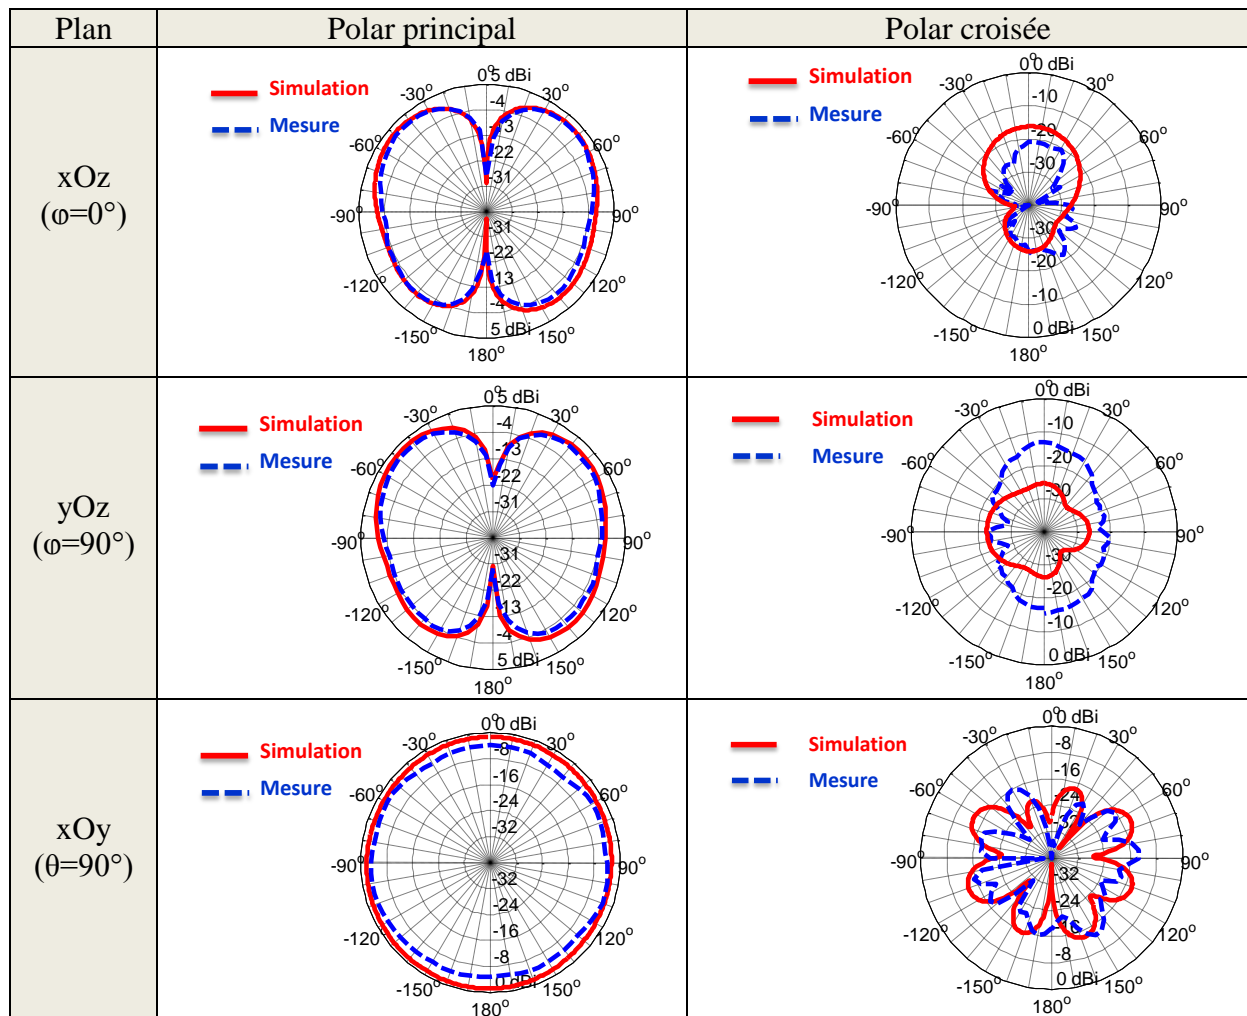 Plan Polar principal Polar croisée
xOz
(φ=0°)
Simulation
Mesure
0° 5 dBi
-30° 30°
-4
-60° 60°
-3
-22
-31
-90° 90°
-31
-22
-120° 120°
-13
-4
-150° 5 dBi 150°
180°
Simulation
Mesure
0° 0 dBi
-30° 30°
-10
-60° 60°
-20
-30
-90° 90°
-30
-20
-120° 120°
-10
-150° 0 dBi 150°
180°
yOz
(φ=90°)
Simulation
Mesure
0° 5 dBi
-30° 30°
-4
-60° 60°
-13
-22
-31
-90° 90°
-31
-22
-120° 120°
-13
-4
-150° 5 dBi 150°
180°
Simulation
Mesure
0° 0 dBi
-30° 30°
-10
-60° 60°
-20
-30
-90° 90°
-30
-20
-120° 120°
-10
-150° 0 dBi 150°
180°
xOy
(θ=90°)
Simulation
Mesure
0° 0 dBi
-30° 30°
-8
-60° 60°
-16
-24
-32
-90° 90°
-32
-24
-120° 120°
-16
-8
-150° 0 dBi 150°
180°
Simulation
Mesure
0° 0 dBi
-30° 30°
-8
-60° 60°
-16
-24
-32
-90° 90°
-32
-24
-120° 120°
-16
-8
-150° 0 dBi 150°
180°